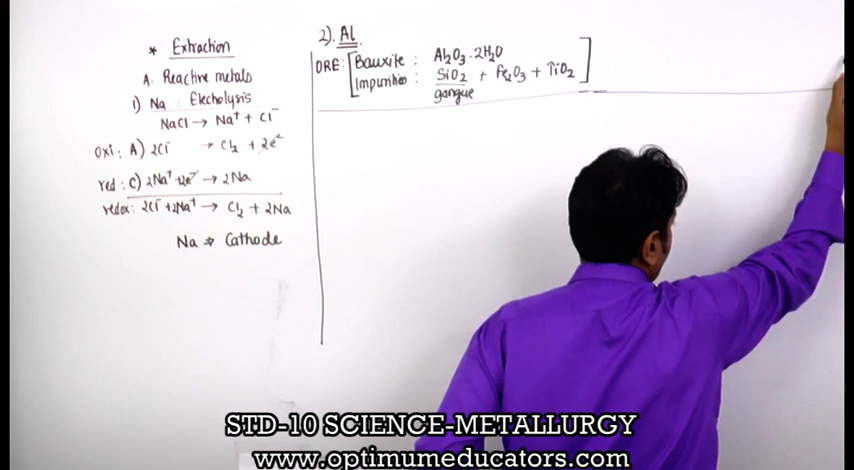 * Extraction
A. Reactive metals
1) Na : Electrolysis
NaCl → Na⁺ + Cl⁻
Oxi : A) 2Cl⁻ → Cl₂ + 2e⁻
red : C) 2Na⁺ + 2e⁻ → 2Na
redox : 2Cl⁻ + 2Na⁺ → Cl₂ + 2Na
Na ⇒ Cathode
2). Al
ORE : [ Bauxite : Al₂O₃ . 2H₂O
Impurities : SiO₂ + Fe₂O₃ + TiO₂ ]
gangue
STD-10 SCIENCE-METALLURGY
www.optimumeducators.com